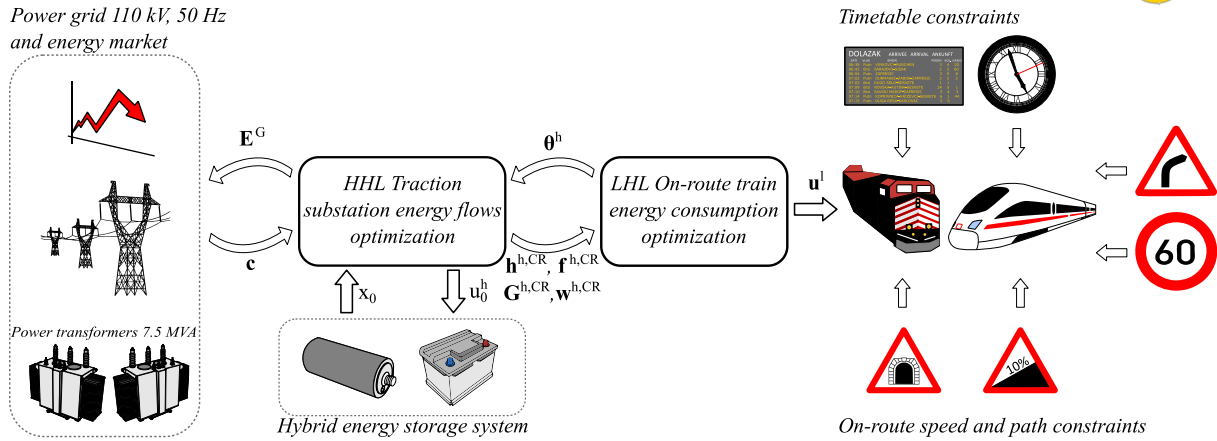 Power grid 110 kV, 50 Hz
and energy market
Timetable constraints
DOLAZAK ARRIVEE ARRIVAL ANKUNFT
E^G
θ^h
HHL Traction
substation energy flows
optimization
LHL On-route train
energy consumption
optimization
u^l
c
h^{h,CR}, f^{h,CR}
G^{h,CR}, w^{h,CR}
x_0
u_0^h
60
Power transformers 7.5 MVA
10%
Hybrid energy storage system
On-route speed and path constraints